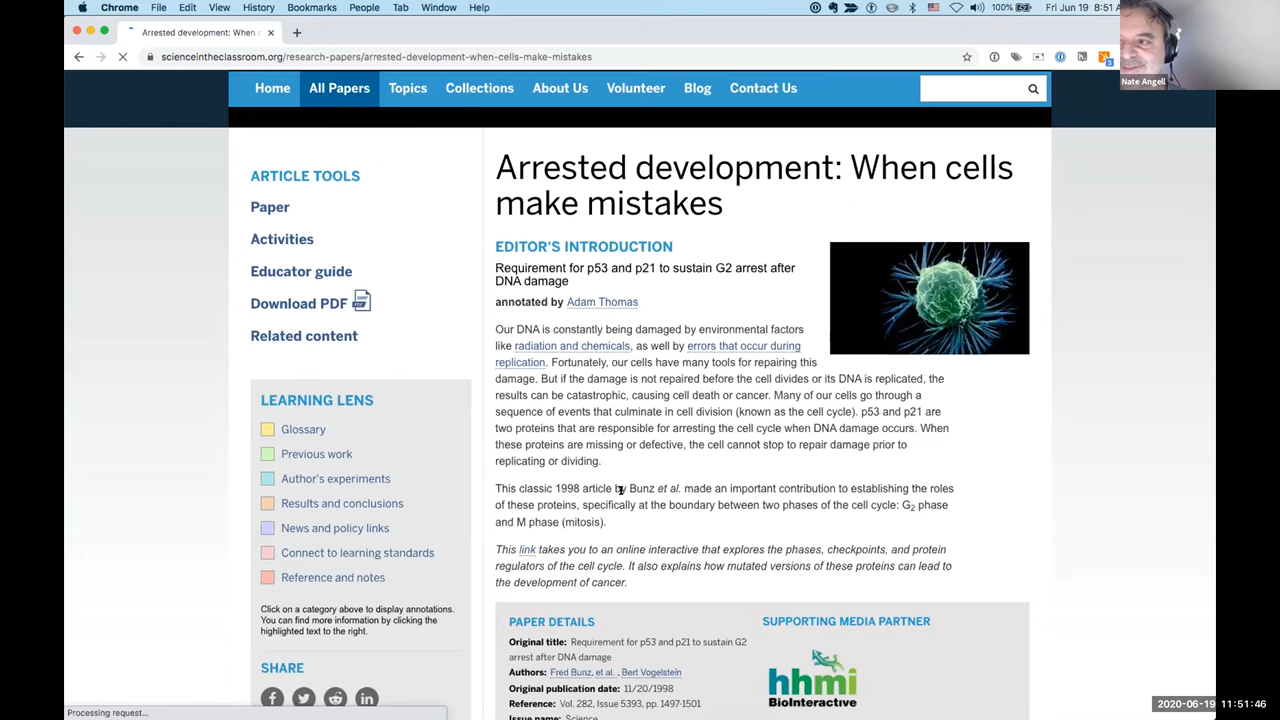 Chrome File Edit View History Bookmarks People Tab Window Help 100% Fri Jun 19 8:51 A
Arrested development: When c
scienceintheclassroom.org/research-papers/arrested-development-when-cells-make-mistakes
3
Nate Angell
Home All Papers Topics Collections About Us Volunteer Blog Contact Us
Arrested development: When cells
make mistakes
ARTICLE TOOLS
Paper
Activities
Educator guide
Download PDF
Related content
LEARNING LENS
Glossary
Previous work
Author's experiments
Results and conclusions
News and policy links
Connect to learning standards
Reference and notes
Click on a category above to display annotations.
You can find more information by clicking the
highlighted text to the right.
SHARE
EDITOR'S INTRODUCTION
Requirement for p53 and p21 to sustain G2 arrest after
DNA damage
annotated by Adam Thomas
Our DNA is constantly being damaged by environmental factors
like radiation and chemicals, as well by errors that occur during
replication. Fortunately, our cells have many tools for repairing this
damage. But if the damage is not repaired before the cell divides or its DNA is replicated, the
results can be catastrophic, causing cell death or cancer. Many of our cells go through a
sequence of events that culminate in cell division (known as the cell cycle). p53 and p21 are
two proteins that are responsible for arresting the cell cycle when DNA damage occurs. When
these proteins are missing or defective, the cell cannot stop to repair damage prior to
replicating or dividing.
This classic 1998 article by Bunz et al. made an important contribution to establishing the roles
of these proteins, specifically at the boundary between two phases of the cell cycle: G2 phase
and M phase (mitosis).
This link takes you to an online interactive that explores the phases, checkpoints, and protein
regulators of the cell cycle. It also explains how mutated versions of these proteins can lead to
the development of cancer.
PAPER DETAILS
Original title: Requirement for p53 and p21 to sustain G2
arrest after DNA damage
Authors: Fred Bunz, et al. , Bert Vogelstein
Original publication date: 11/20/1998
Reference: Vol. 282, Issue 5393, pp. 1497-1501
Issue name: Science
SUPPORTING MEDIA PARTNER
hhmi
BioInteractive
Processing request...
2020-06-19 11:51:46